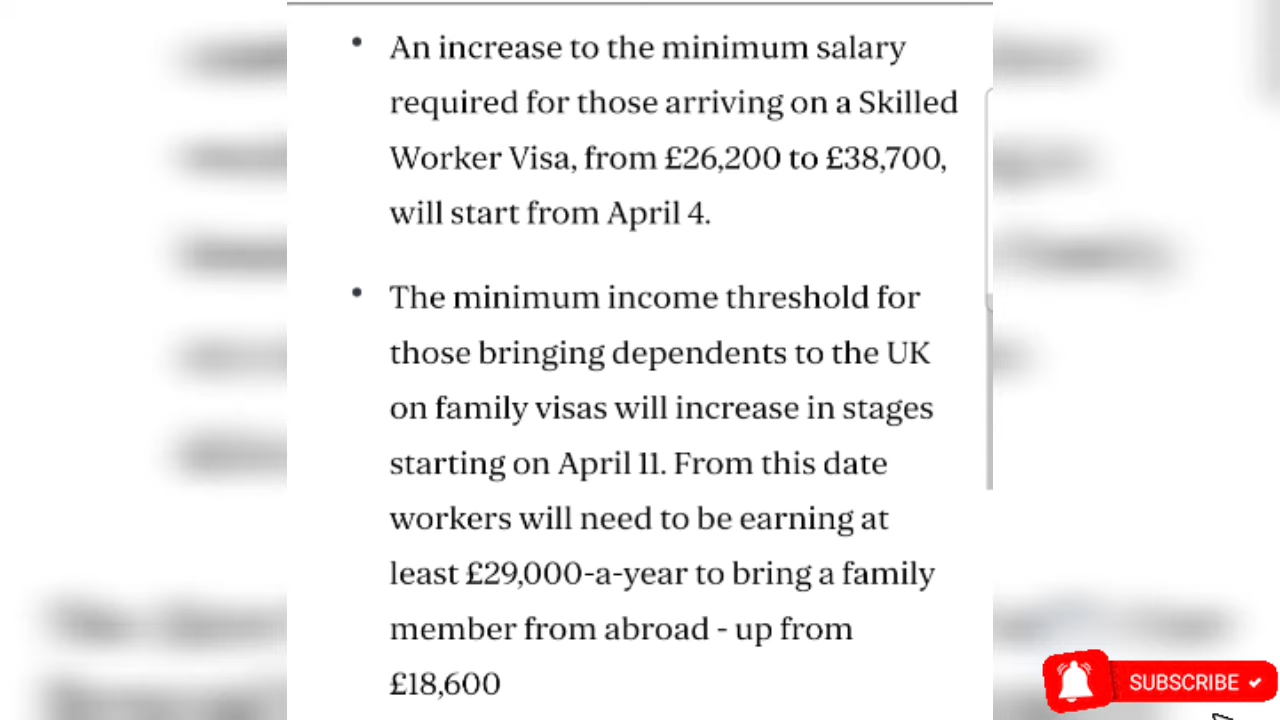 An increase to the minimum salary
required for those arriving on a Skilled
Worker Visa, from £26,200 to £38,700,
will start from April 4.
The minimum income threshold for
those bringing dependents to the UK
on family visas will increase in stages
starting on April 11. From this date
workers will need to be earning at
least £29,000-a-year to bring a family
member from abroad - up from
£18,600
SUBSCRIBE